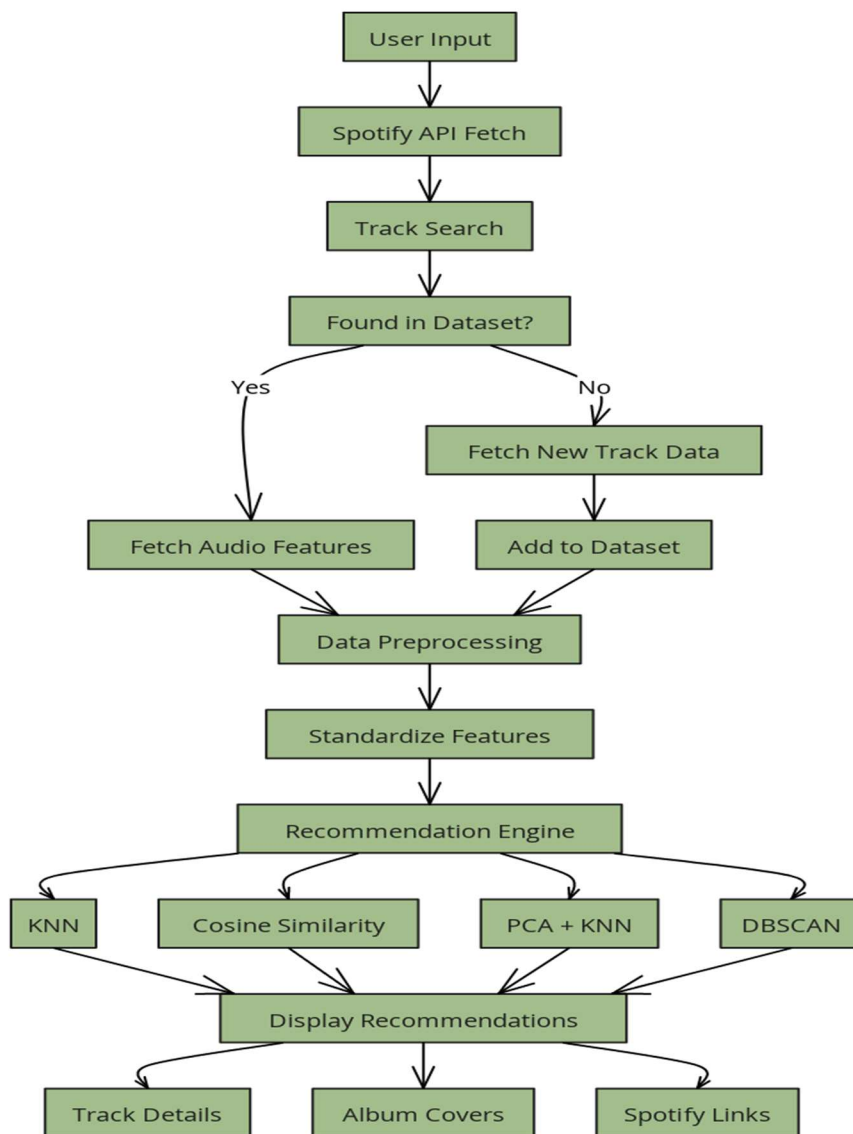 User Input
Spotify API Fetch
Track Search
Found in Dataset?
Yes
No
Fetch New Track Data
Fetch Audio Features
Add to Dataset
Data Preprocessing
Standardize Features
Recommendation Engine
KNN
Cosine Similarity
PCA + KNN
DBSCAN
Display Recommendations
Track Details
Album Covers
Spotify Links